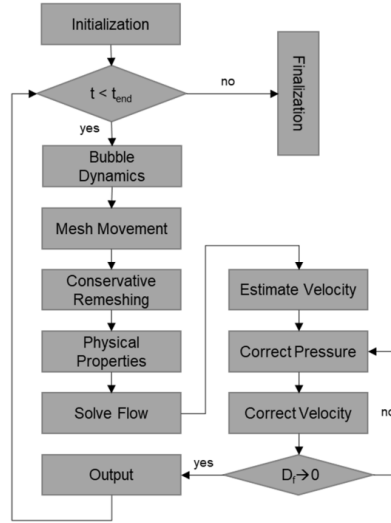 Initialization
t < tend
no
Finalization
yes
Bubble
Dynamics
Mesh Movement
Conservative
Remeshing
Physical
Properties
Solve Flow
Output
Estimate Velocity
Correct Pressure
Correct Velocity
no
yes
Df→0